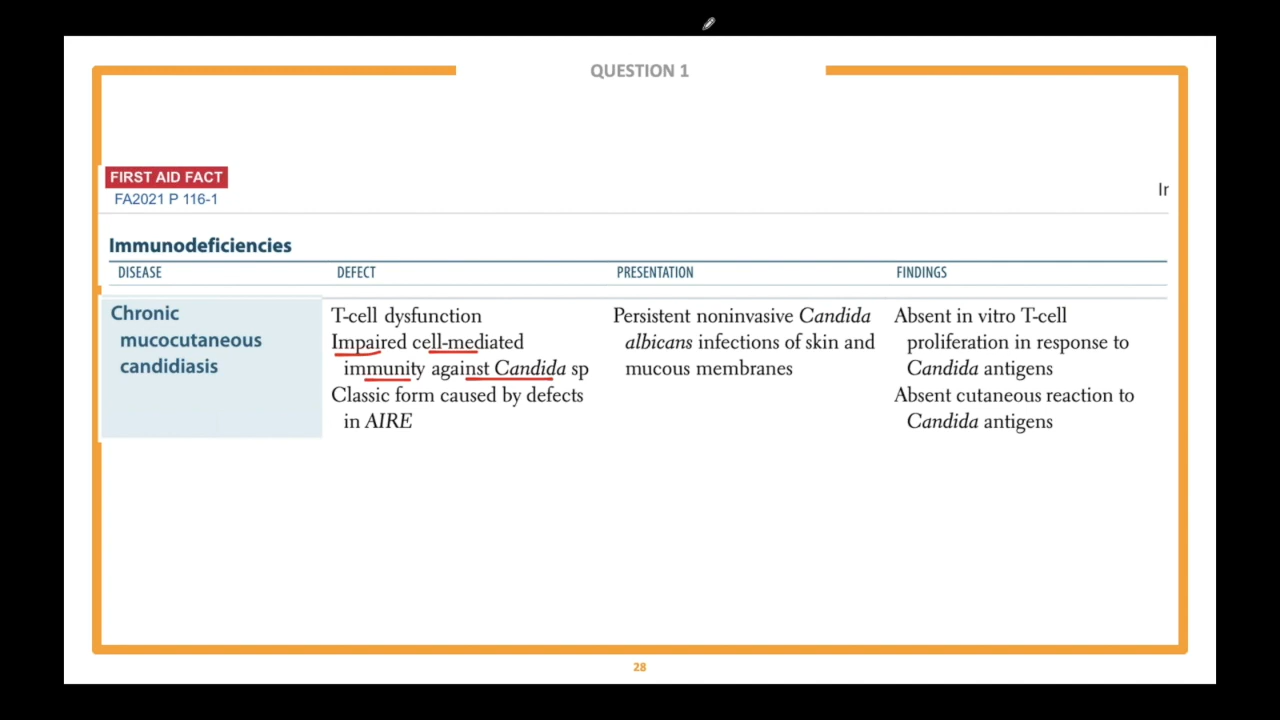 QUESTION 1
FIRST AID FACT
FA2021 P 116-1
Ir
Immunodeficiencies
DISEASE DEFECT PRESENTATION FINDINGS
Chronic
mucocutaneous
candidiasis
T-cell dysfunction
Impaired cell-mediated
immunity against Candida sp
Classic form caused by defects
in AIRE
Persistent noninvasive Candida
albicans infections of skin and
mucous membranes
Absent in vitro T-cell
proliferation in response to
Candida antigens
Absent cutaneous reaction to
Candida antigens
28